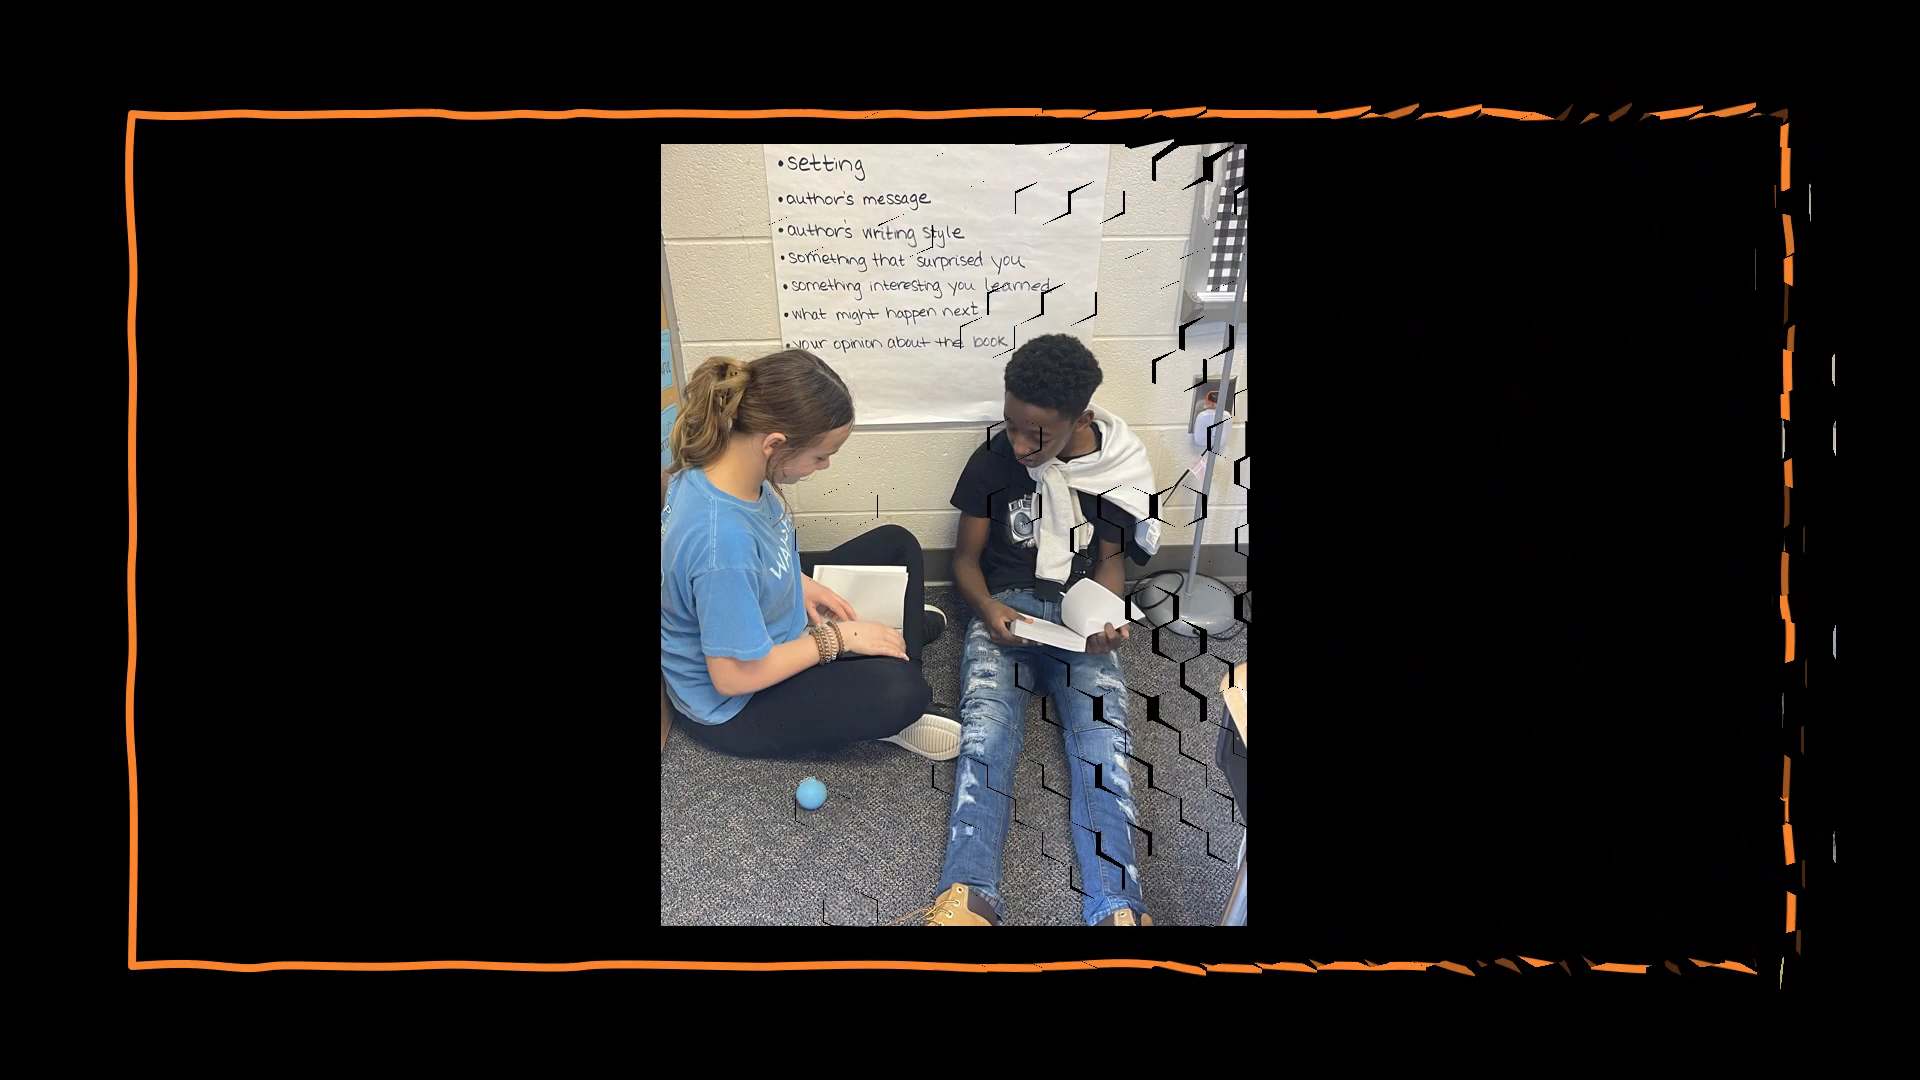 •setting
•author's message
•author's writing style
•something that surprised you
•something interesting you learned
•what might happen next
•your opinion about the book